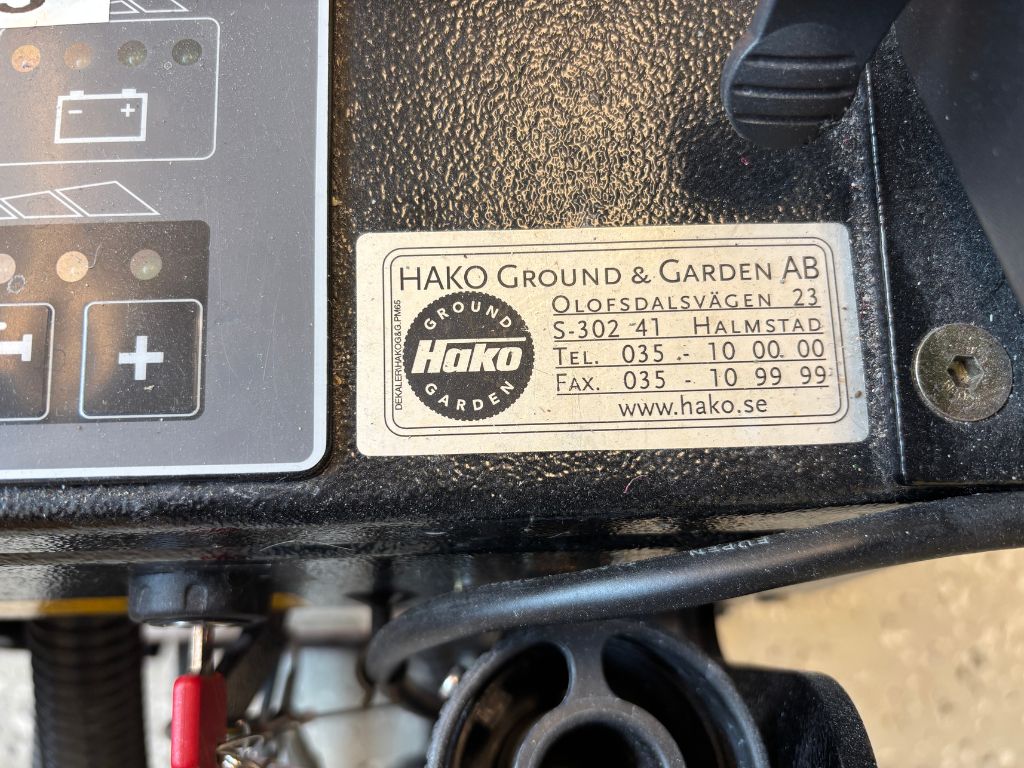 HAKO GROUND & GARDEN AB
OLOFSDALSVÄGEN 23
S-302 41 HALMSTAD
TEL. 035 - 10 00 00
FAX. 035 - 10 99 99
www.hako.se
GROUND
Hako
GARDEN
DEKALER/HAKOG&G.PM65
- +
+